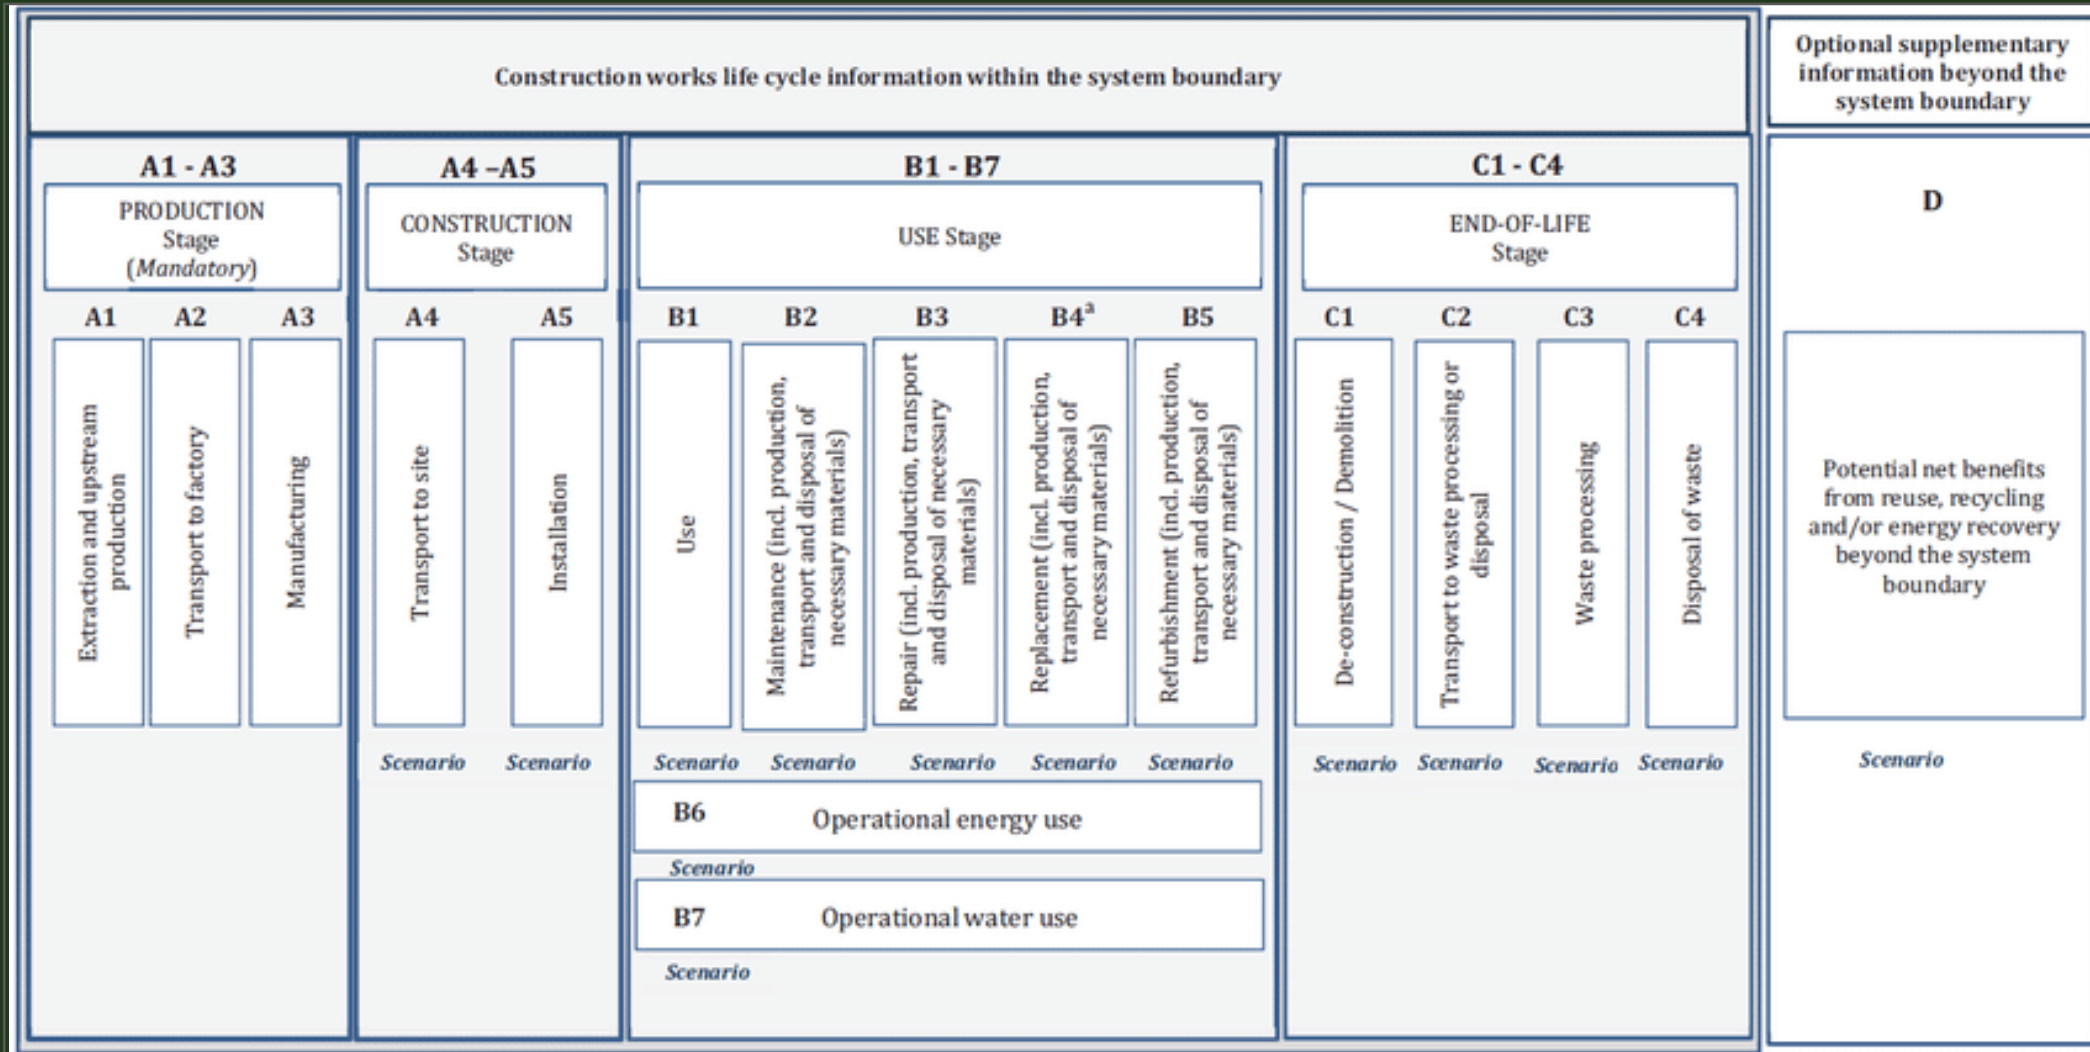 Construction works life cycle information within the system boundary
Optional supplementary
information beyond the
system boundary
A1 - A3
PRODUCTION
Stage
(Mandatory)
A1
A2
A3
Extraction and upstream
production
Transport to factory
Manufacturing
A4 –A5
CONSTRUCTION
Stage
A4
A5
Transport to site
Installation
Scenario
Scenario
B1 - B7
USE Stage
B1
B2
B3
B4ª
B5
Use
Maintenance (incl. production,
transport and disposal of
necessary materials)
Repair (incl. production, transport
and disposal of necessary
materials)
Replacement (incl. production,
transport and disposal of
necessary materials)
Refurbishment (incl. production,
transport and disposal of
necessary materials)
Scenario
Scenario
Scenario
Scenario
Scenario
B6
Operational energy use
Scenario
B7
Operational water use
Scenario
C1 - C4
END-OF-LIFE
Stage
C1
C2
C3
C4
De-construction / Demolition
Transport to waste processing or
disposal
Waste processing
Disposal of waste
Scenario
Scenario
Scenario
Scenario
D
Potential net benefits
from reuse, recycling
and/or energy recovery
beyond the system
boundary
Scenario